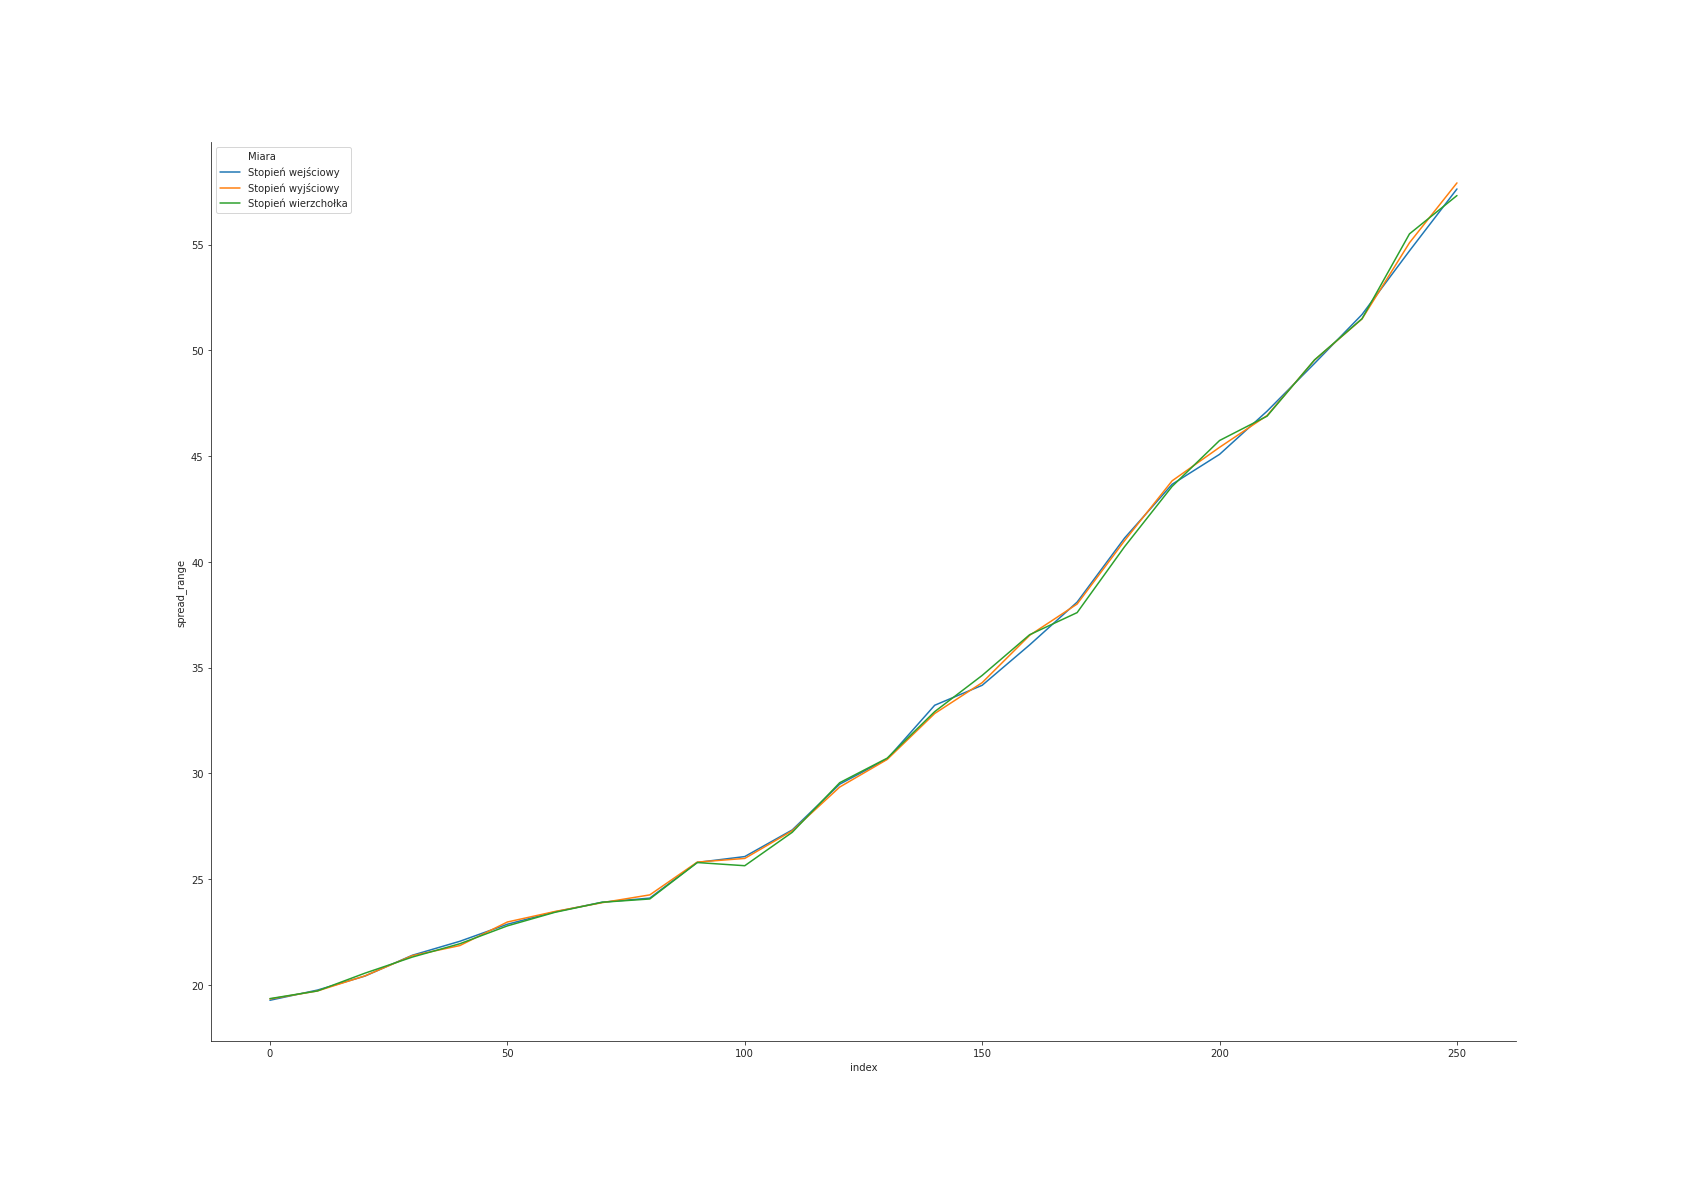 Miara
Stopień wejściowy
Stopień wyjściowy
Stopień wierzchołka
55
50
45
40
35
30
25
20
spread_range
0 50 100 150 200 250
index